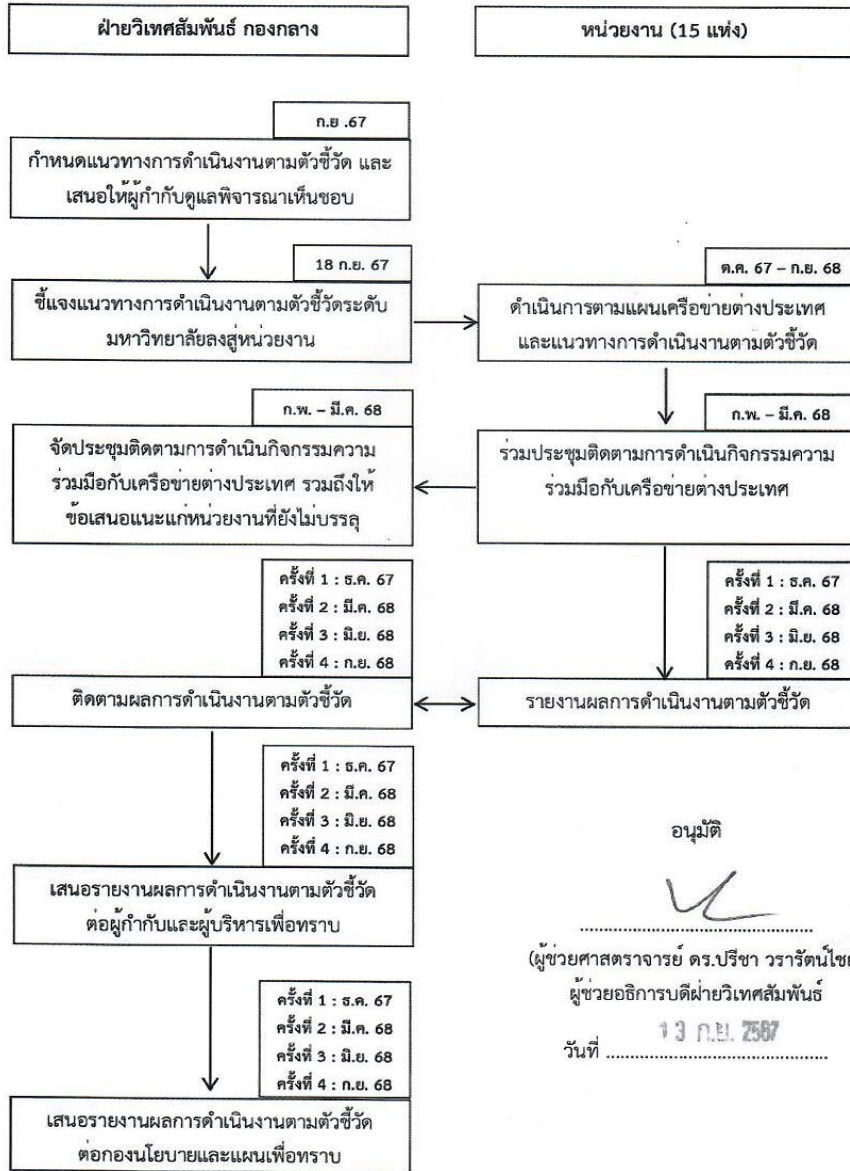 ฝ่ายวิเทศสัมพันธ์ กองกลาง
หน่วยงาน (15 แห่ง)
ก.ย .67
กำหนดแนวทางการดำเนินงานตามตัวชี้วัด และ
เสนอให้ผู้กำกับดูแลพิจารณาเห็นชอบ
18 ก.ย. 67
ชี้แจงแนวทางการดำเนินงานตามตัวชี้วัดระดับ
มหาวิทยาลัยลงสู่หน่วยงาน
ต.ค. 67 – ก.ย. 68
ดำเนินการตามแผนเครือข่ายต่างประเทศ
และแนวทางการดำเนินงานตามตัวชี้วัด
ก.พ. – มี.ค. 68
จัดประชุมติดตามการดำเนินกิจกรรมความ
ร่วมมือกับเครือข่ายต่างประเทศ รวมถึงให้
ข้อเสนอแนะแก่หน่วยงานที่ยังไม่บรรลุ
ก.พ. – มี.ค. 68
ร่วมประชุมติดตามการดำเนินกิจกรรมความ
ร่วมมือกับเครือข่ายต่างประเทศ
ครั้งที่ 1 : ธ.ค. 67
ครั้งที่ 2 : มี.ค. 68
ครั้งที่ 3 : มิ.ย. 68
ครั้งที่ 4 : ก.ย. 68
ติดตามผลการดำเนินงานตามตัวชี้วัด
ครั้งที่ 1 : ธ.ค. 67
ครั้งที่ 2 : มี.ค. 68
ครั้งที่ 3 : มิ.ย. 68
ครั้งที่ 4 : ก.ย. 68
รายงานผลการดำเนินงานตามตัวชี้วัด
ครั้งที่ 1 : ธ.ค. 67
ครั้งที่ 2 : มี.ค. 68
ครั้งที่ 3 : มิ.ย. 68
ครั้งที่ 4 : ก.ย. 68
เสนอรายงานผลการดำเนินงานตามตัวชี้วัด
ต่อผู้กำกับและผู้บริหารเพื่อทราบ
ครั้งที่ 1 : ธ.ค. 67
ครั้งที่ 2 : มี.ค. 68
ครั้งที่ 3 : มิ.ย. 68
ครั้งที่ 4 : ก.ย. 68
เสนอรายงานผลการดำเนินงานตามตัวชี้วัด
ต่อกองนโยบายและแผนเพื่อทราบ
อนุมัติ
(ผู้ช่วยศาสตราจารย์ ดร.ปรีชา วรารัตน์ไชย
ผู้ช่วยอธิการบดีฝ่ายวิเทศสัมพันธ์
วันที่ 13 ก.ย. 2567